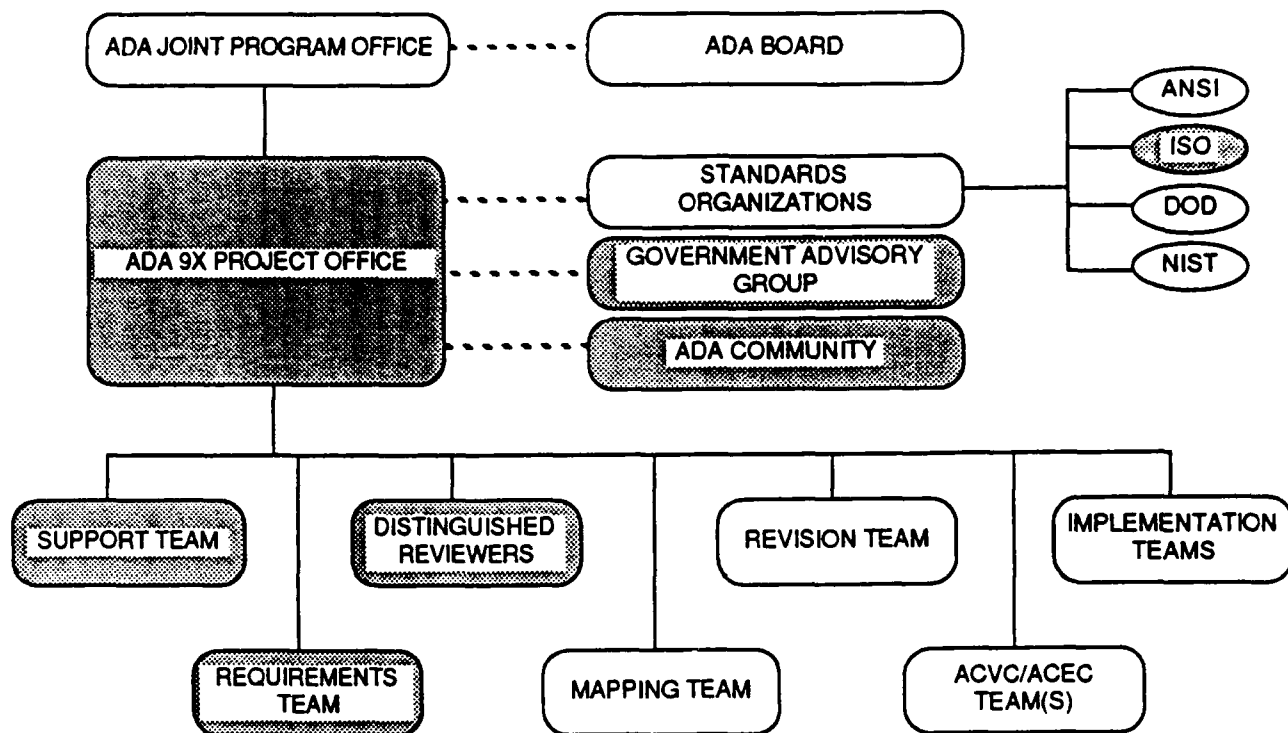 ADA JOINT PROGRAM OFFICE
ADA BOARD
ANSI
ISO
DOD
NIST
STANDARDS
ORGANIZATIONS
ADA 9X PROJECT OFFICE
GOVERNMENT ADVISORY
GROUP
ADA COMMUNITY
SUPPORT TEAM
DISTINGUISHED
REVIEWERS
REVISION TEAM
IMPLEMENTATION
TEAMS
REQUIREMENTS
TEAM
MAPPING TEAM
ACVC/ACEC
TEAM(S)